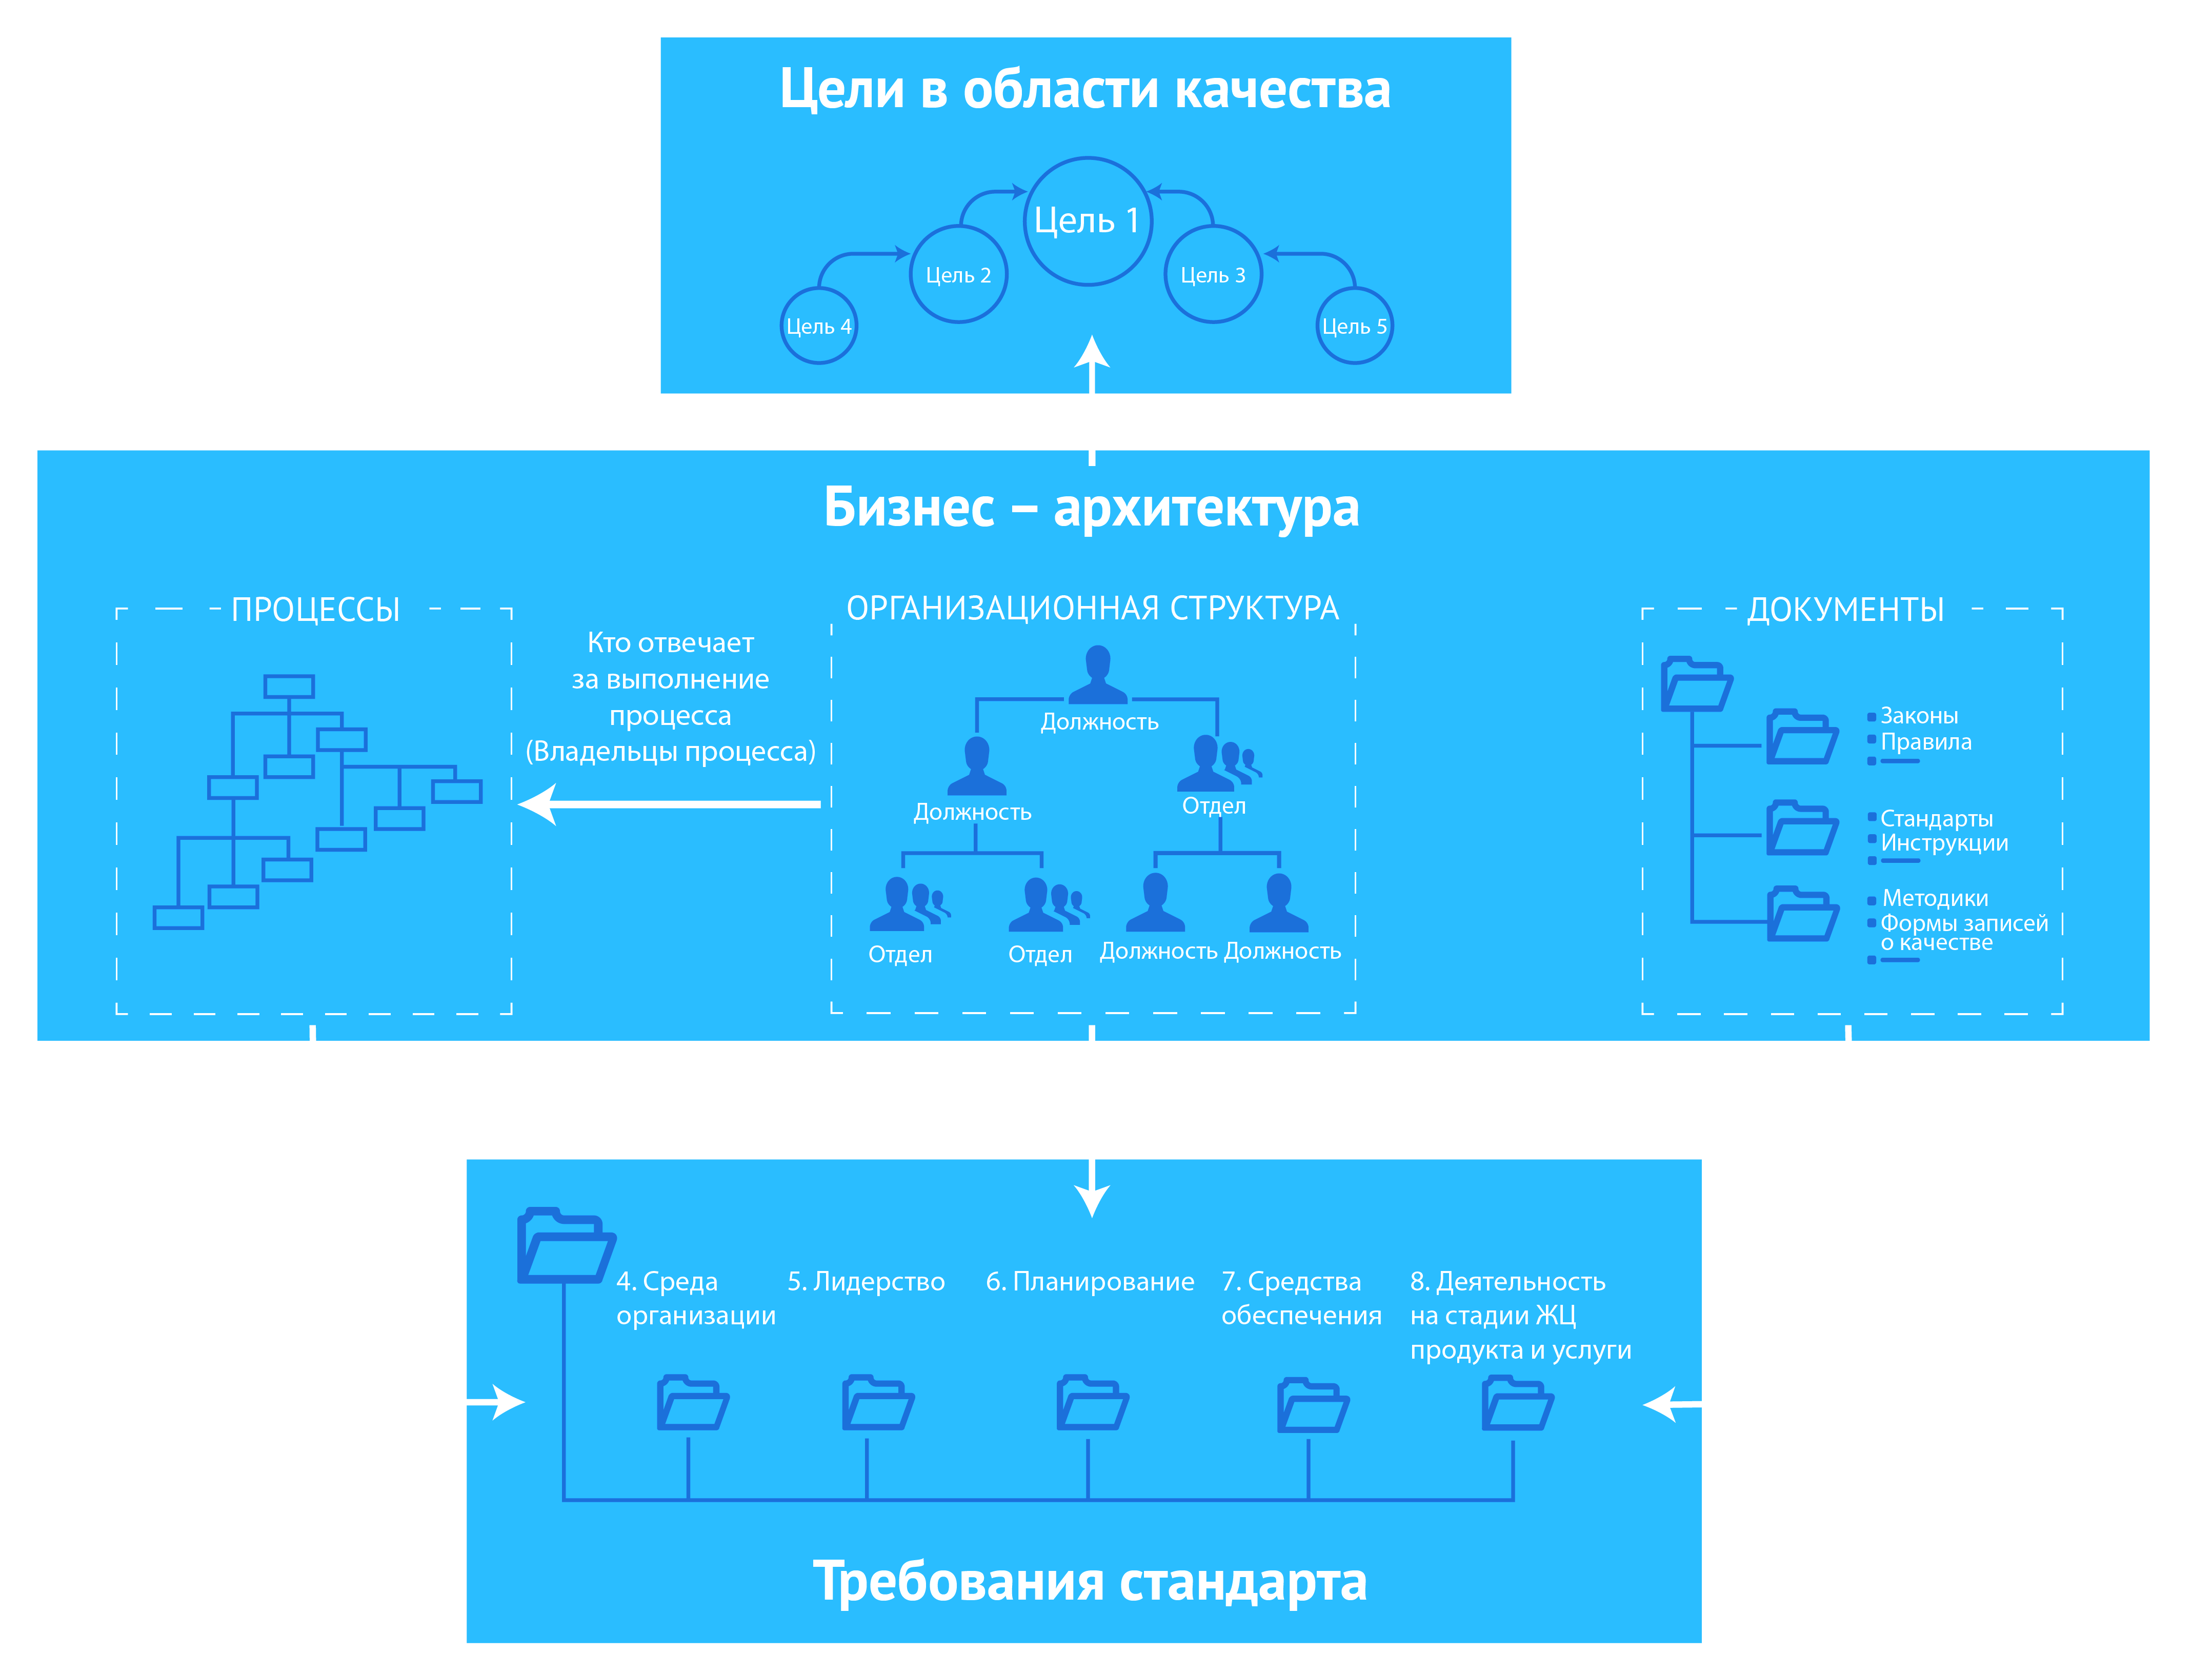 Цели в области качества
Цель 1
Цель 2
Цель 3
Цель 4
Цель 5
Бизнес – архитектура
ПРОЦЕССЫ
Кто отвечает
за выполнение
процесса
(Владельцы процесса)
ОРГАНИЗАЦИОННАЯ СТРУКТУРА
Должность
Должность
Отдел
Отдел
Отдел
Должность
Должность
ДОКУМЕНТЫ
Законы
Правила
Стандарты
Инструкции
Методики
Формы записей
о качестве
4. Среда
организации
5. Лидерство
6. Планирование
7. Средства
обеспечения
8. Деятельность
на стадии ЖЦ
продукта и услуги
Требования стандарта